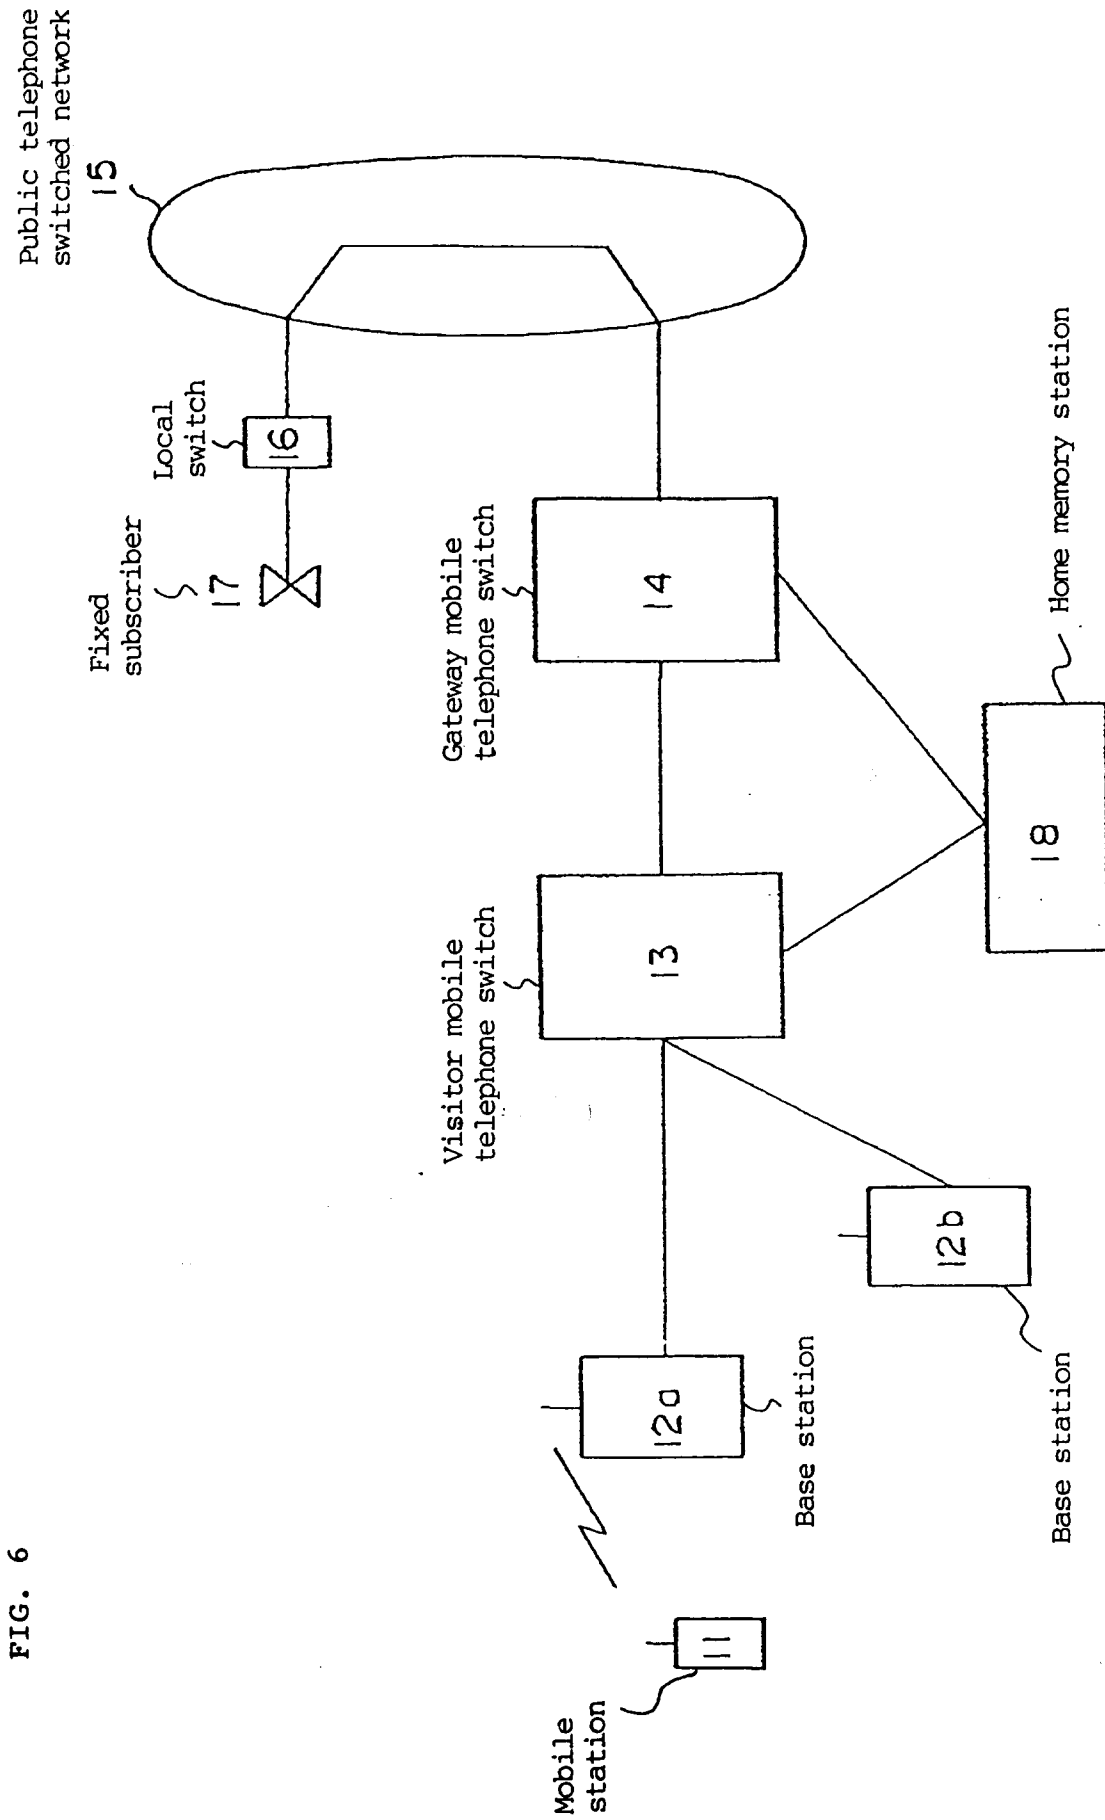 FIG. 6
Public telephone
switched network
15
Fixed
subscriber
17
Local
switch
16
Gateway mobile
telephone switch
14
Visitor mobile
telephone switch
13
Home memory station
18
12a
Base station
12b
Base station
11
Mobile
station